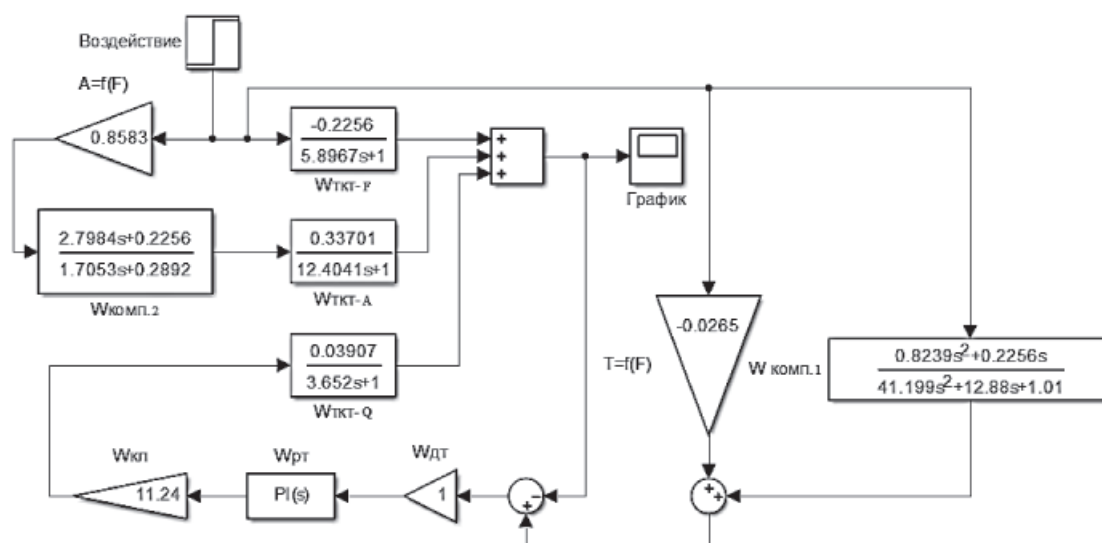 Воздействие
A=f(F)
0.8583
-0.2256
5.8967s+1
Wткт-F
+
+
+
График
2.7984s+0.2256
1.7053s+0.2892
Wкомп.2
0.33701
12.4041s+1
Wткт-A
0.03907
3.652s+1
Wткт-Q
-0.0265
T=f(F)
W комп.1
0.8239s²+0.2256s
41.199s²+12.88s+1.01
Wкп
11.24
Wрт
PI(s)
Wдт
1
−
+
+
+